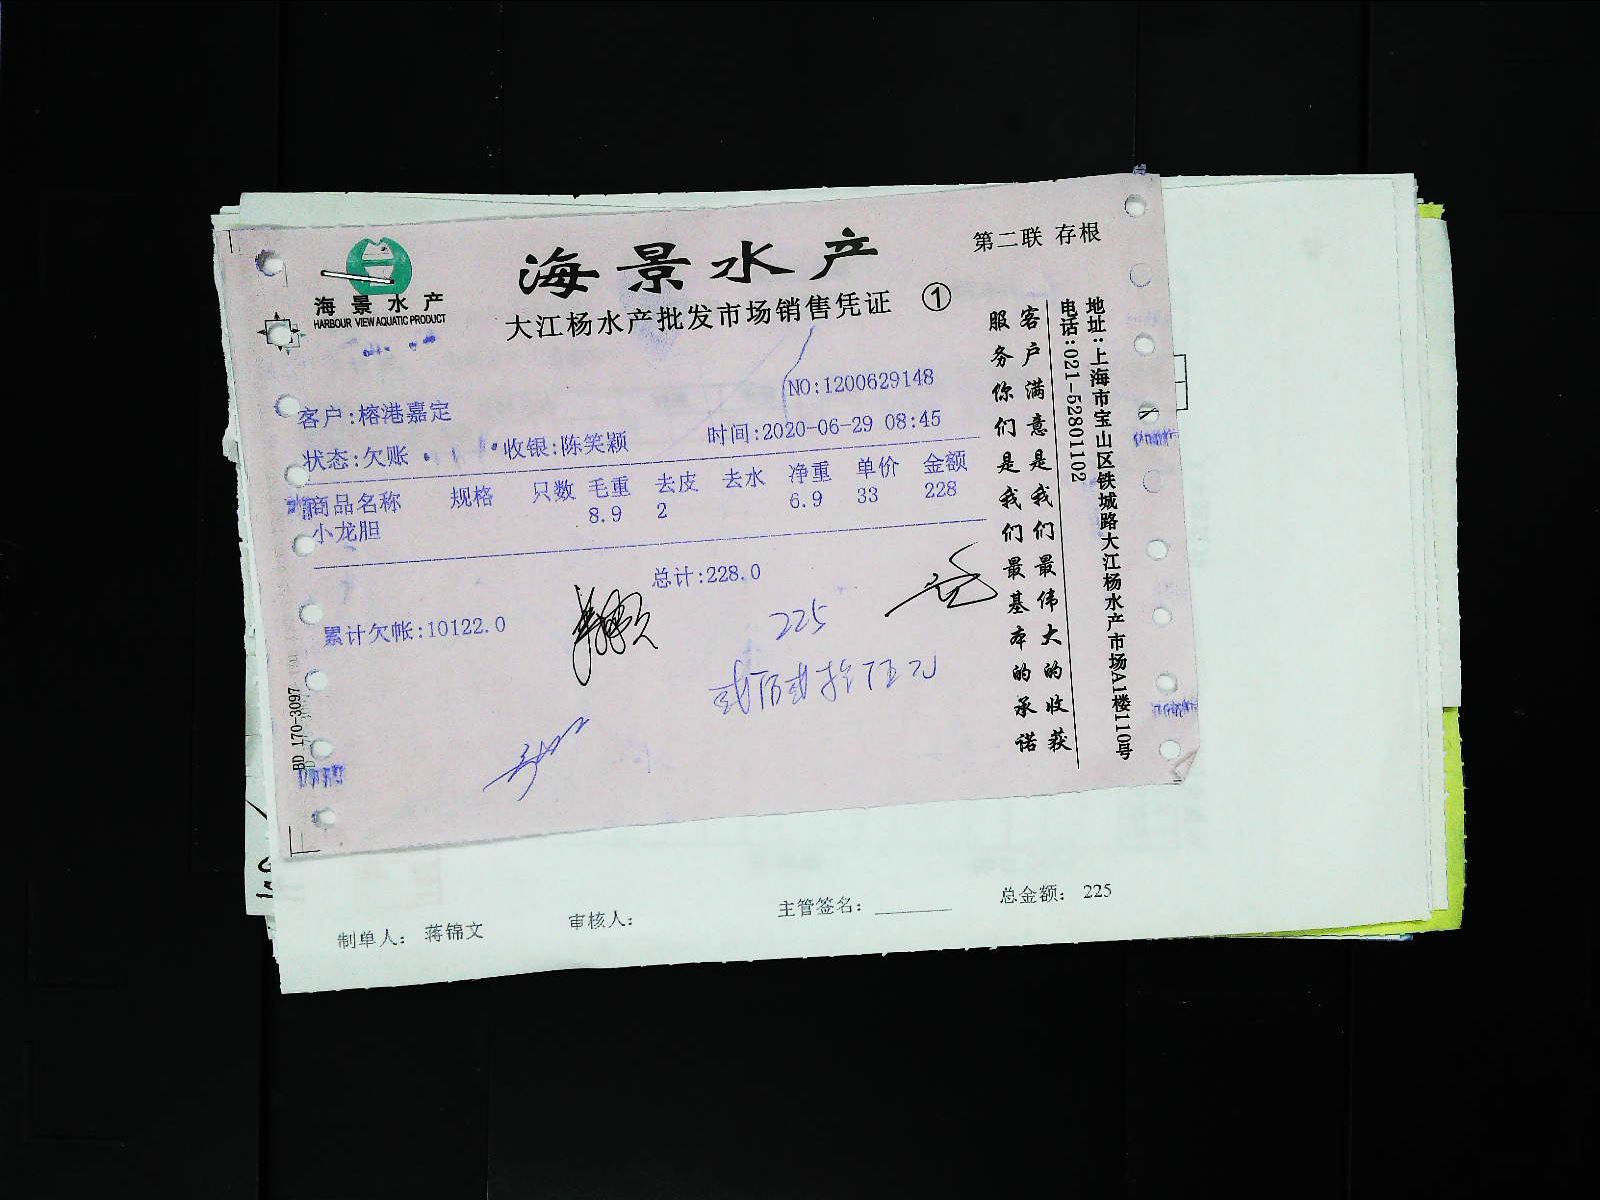 海景水产
HARBOUR VIEW AQUATIC PRODUCT
海景水产
大江杨水产批发市场销售凭证 ①
第二联 存根
NO:1200629148
客户:榕港嘉定
状态:欠账 收银:陈笑颖 时间:2020-06-29 08:45
商品名称 规格 只数 毛重 去皮 去水 净重 单价 金额
小龙胆 8.9 2 6.9 33 228
总计:228.0
累计欠帐:10122.0
225
贰佰贰拾伍元
客户满意是我们最伟大的收获
服务你们是我们最基本的承诺
地址:上海市宝山区铁城路大江杨水产市场A1楼110号
电话:021-52801102
BD 170-3097
制单人: 蒋锦文 审核人: 主管签名: 总金额: 225